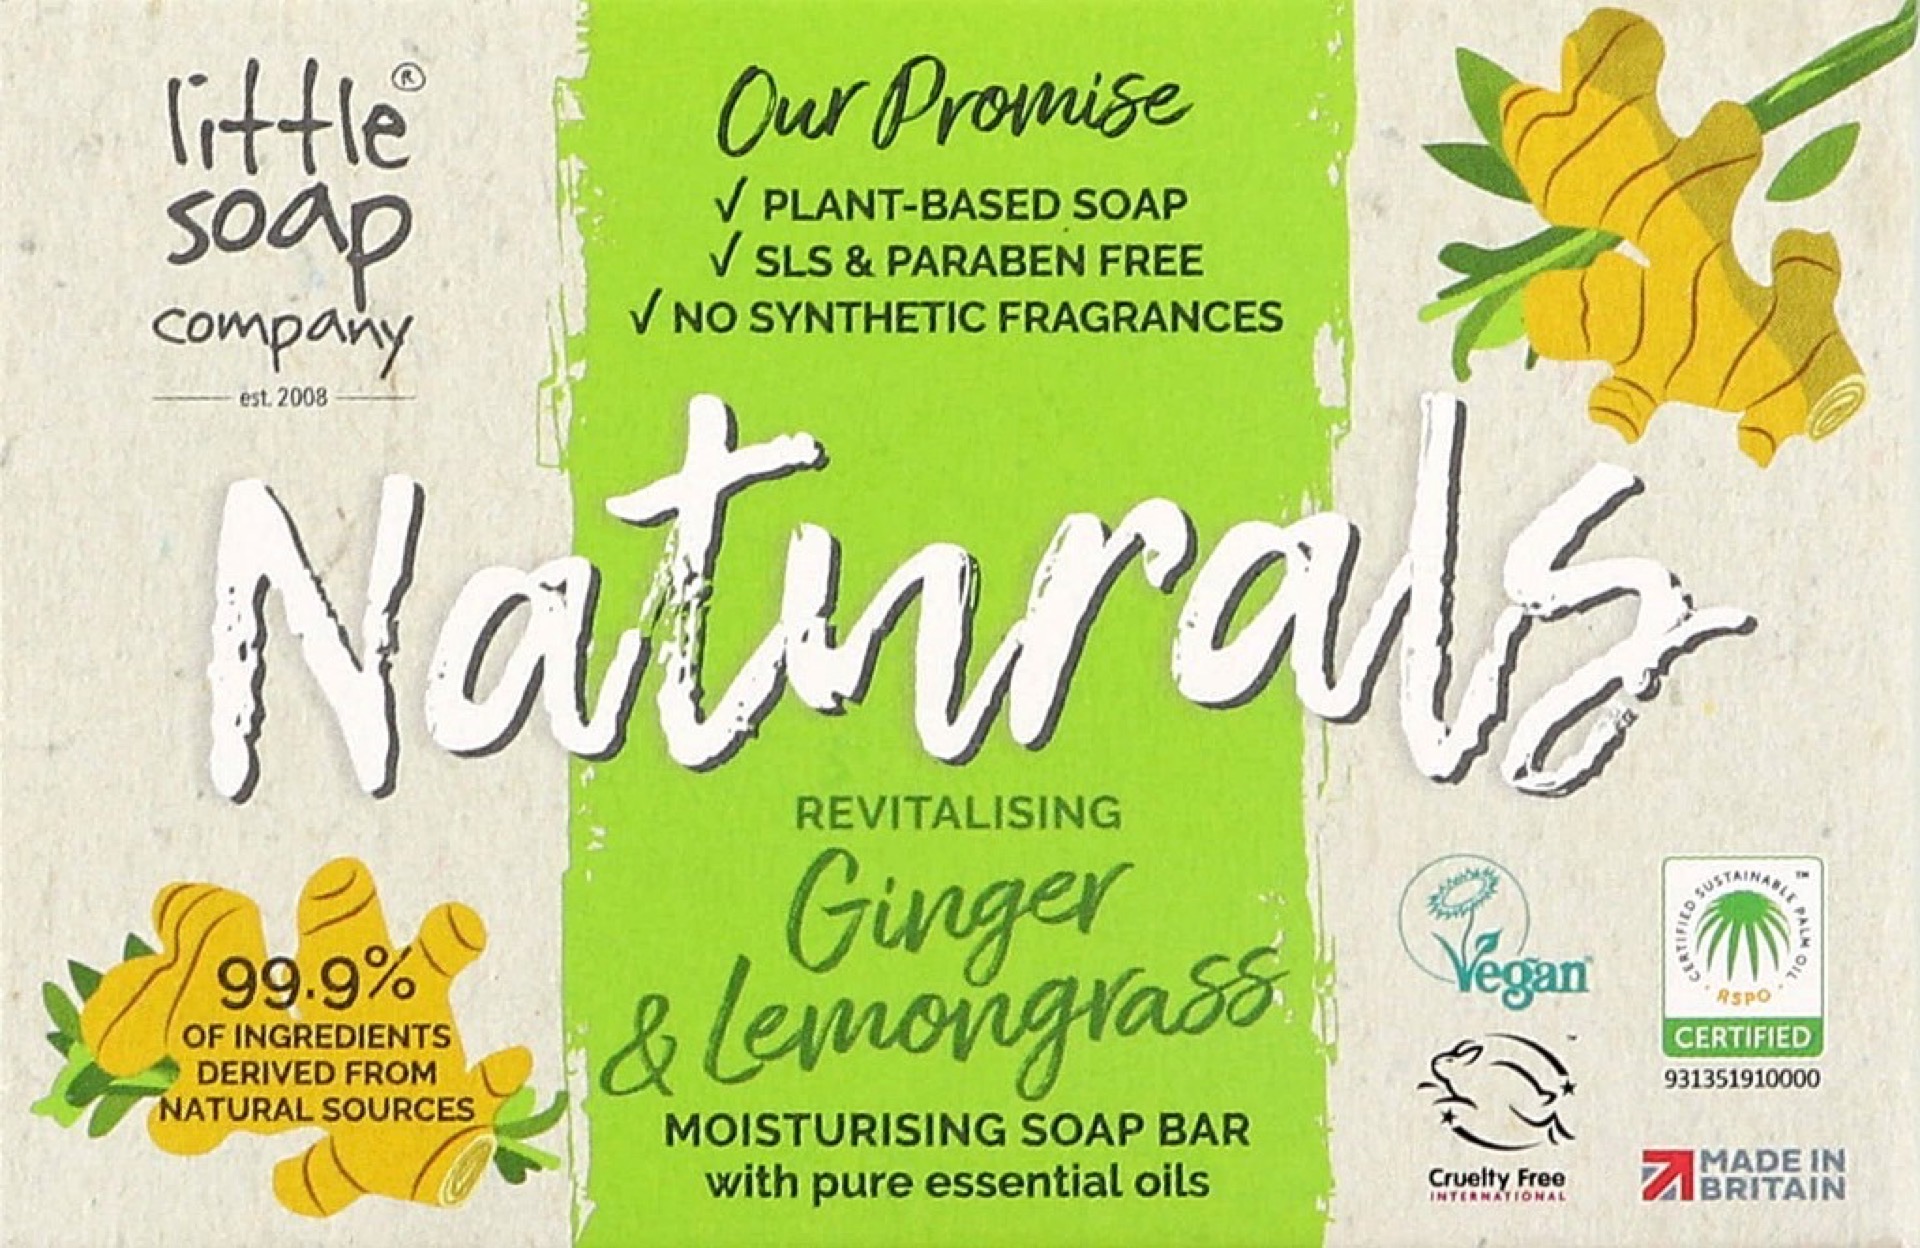 little®
soap
company
est. 2008
Our Promise
√ PLANT-BASED SOAP
√ SLS & PARABEN FREE
√ NO SYNTHETIC FRAGRANCES
Naturals
REVITALISING
Ginger
& Lemongrass
MOISTURISING SOAP BAR
with pure essential oils
99.9%
OF INGREDIENTS
DERIVED FROM
NATURAL SOURCES
Vegan
CERTIFIED SUSTAINABLE PALM OIL ™
RSPO
CERTIFIED
931351910000
Cruelty Free
INTERNATIONAL
MADE IN
BRITAIN